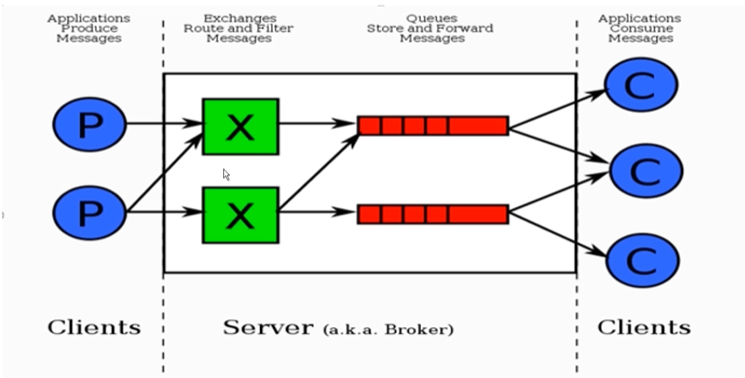 Applications
Produce
Messages
Exchanges
Route and Filter
Messages
Queues
Store and Forward
Messages
Applications
Consume
Messages
P
X
C
P
X
C
C
Clients
Server (a.k.a. Broker)
Clients